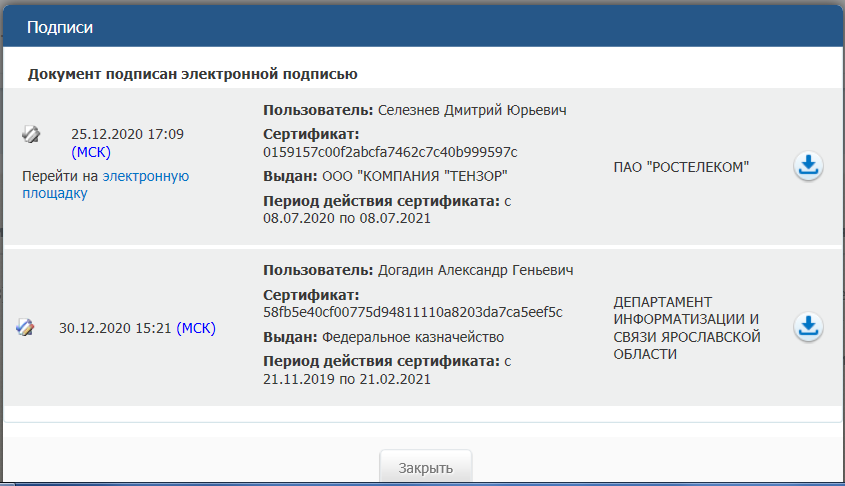 Подписи
Документ подписан электронной подписью
25.12.2020 17:09
(МСК)
Перейти на электронную
площадку
Пользователь: Селезнев Дмитрий Юрьевич
Сертификат:
0159157c00f2abcfa7462c7c40b999597c
Выдан: ООО "КОМПАНИЯ "ТЕНЗОР"
Период действия сертификата: с
08.07.2020 по 08.07.2021
ПАО "РОСТЕЛЕКОМ"
30.12.2020 15:21 (МСК)
Пользователь: Догадин Александр Геньевич
Сертификат:
58fb5e40cf00775d94811110a8203da7ca5eef5c
Выдан: Федеральное казначейство
Период действия сертификата: с
21.11.2019 по 21.02.2021
ДЕПАРТАМЕНТ
ИНФОРМАТИЗАЦИИ И
СВЯЗИ ЯРОСЛАВСКОЙ
ОБЛАСТИ
Закрыть